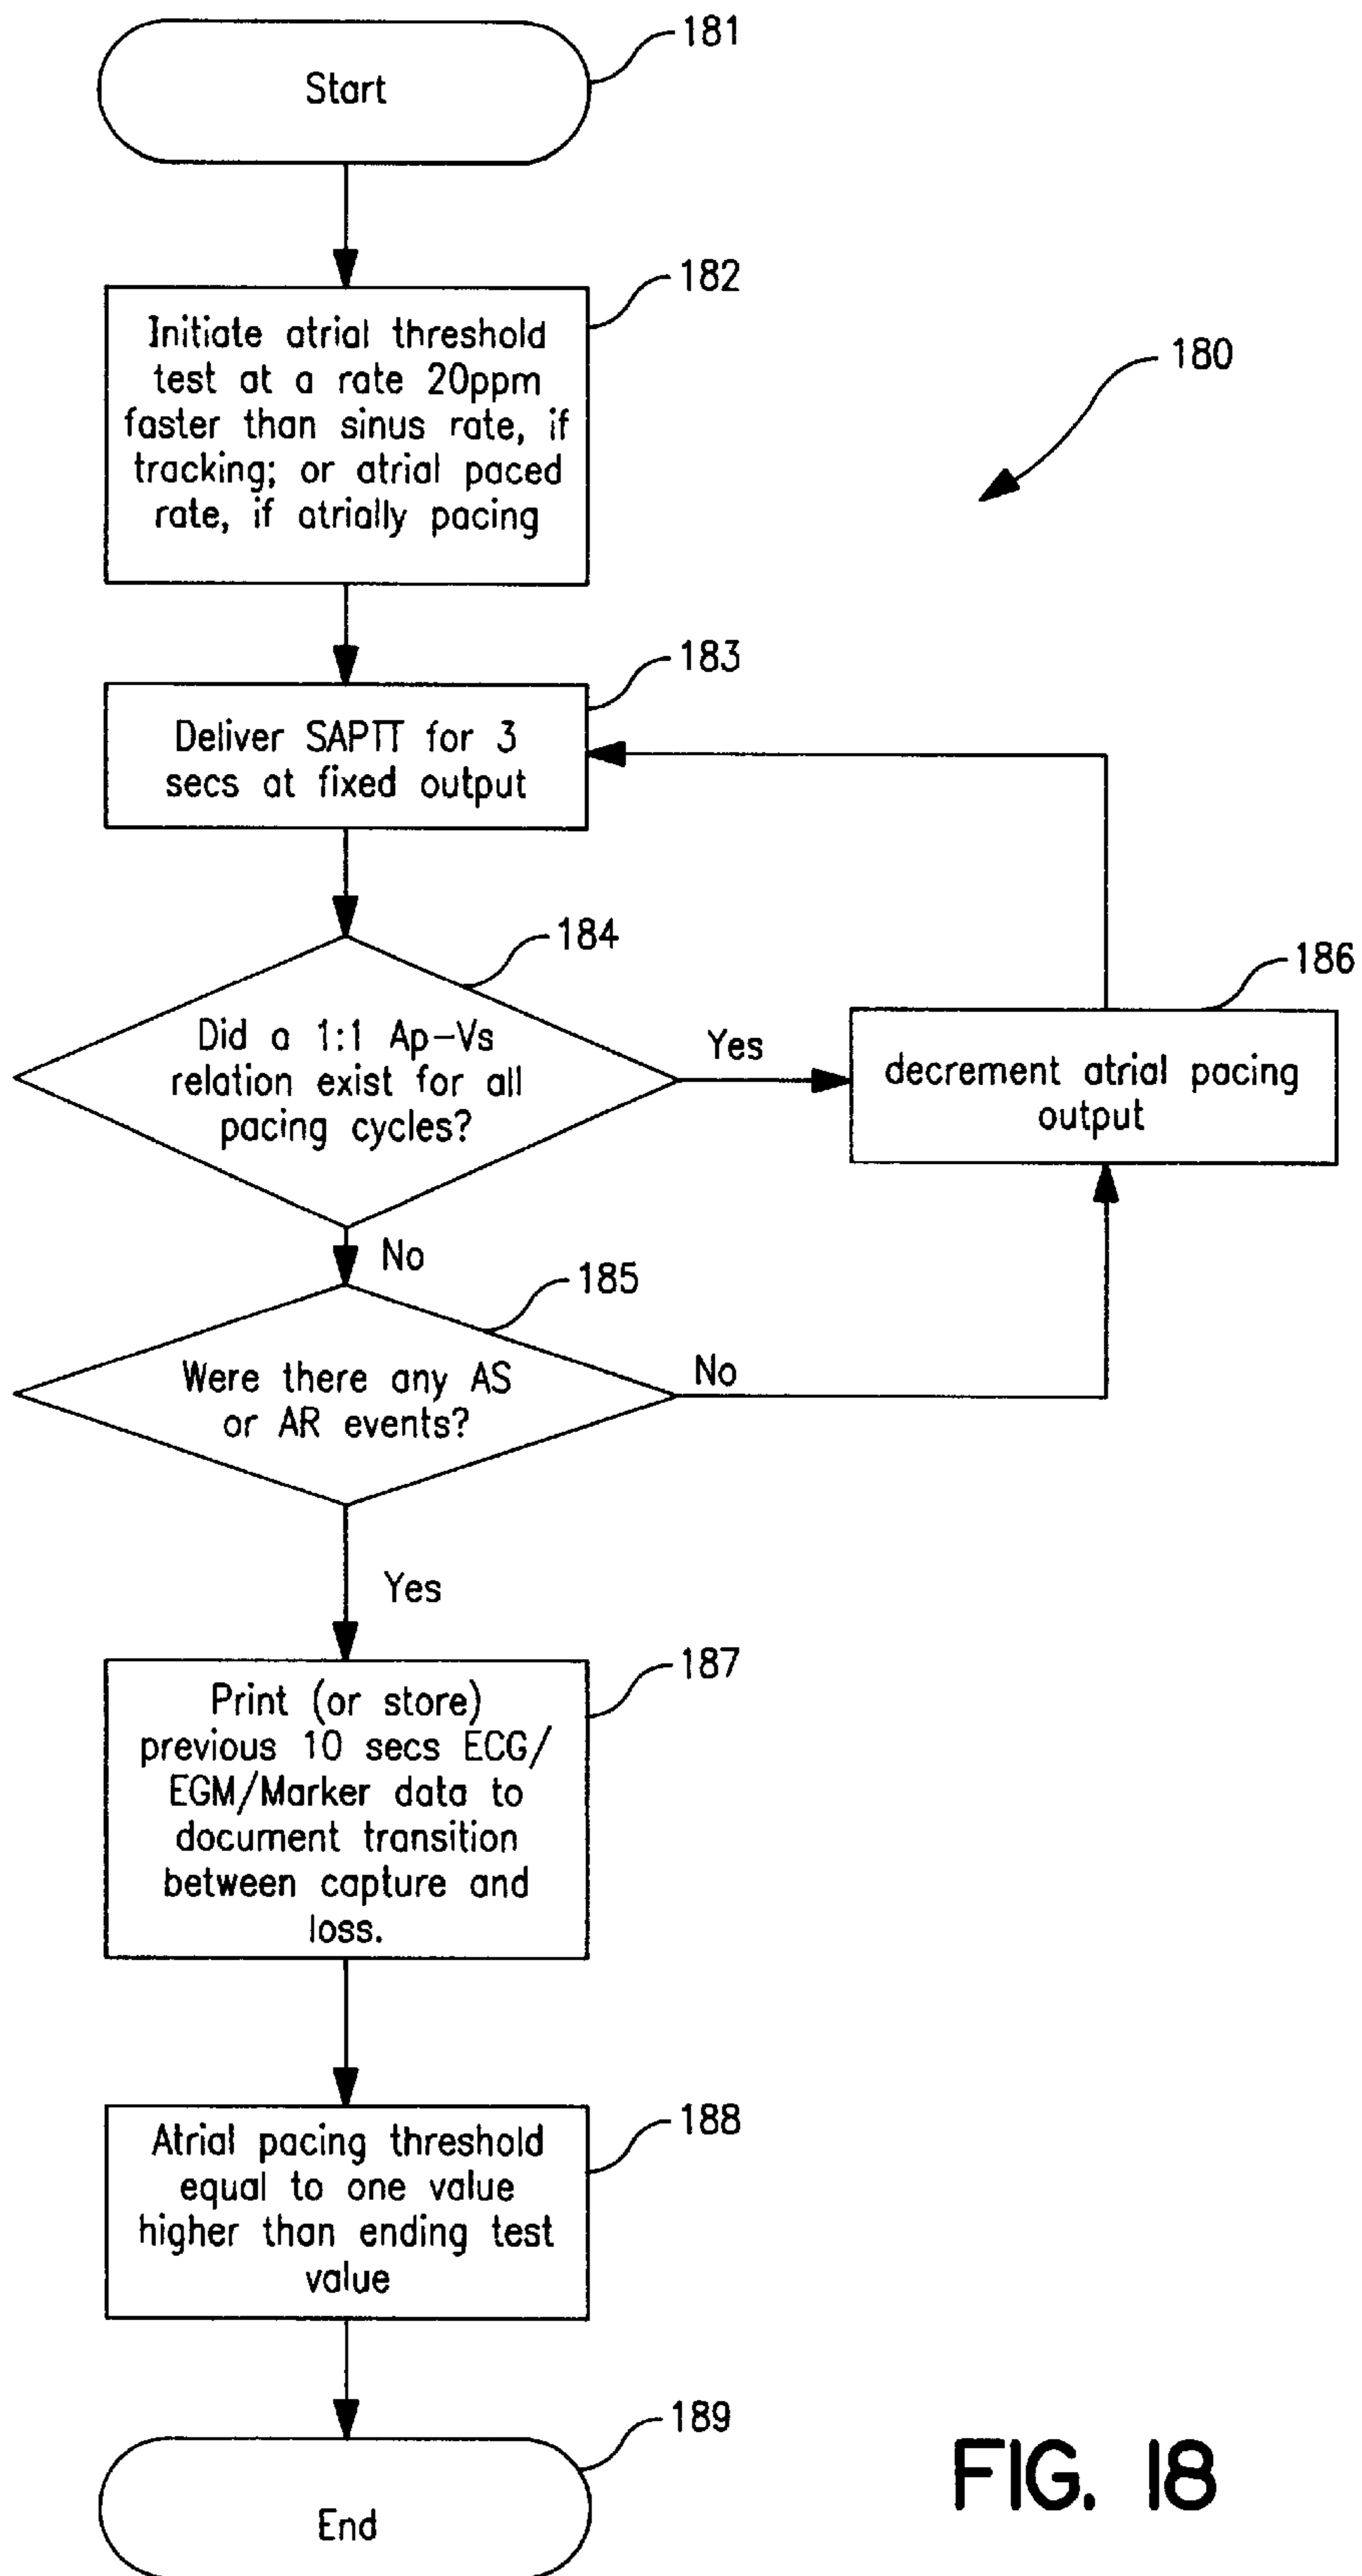 181
Start
182
Initiate atrial threshold
test at a rate 20ppm
faster than sinus rate, if
tracking; or atrial paced
rate, if atrially pacing
180
183
Deliver SAPTT for 3
secs at fixed output
184
Did a 1:1 Ap-Vs
relation exist for all
pacing cycles?
Yes
186
decrement atrial pacing
output
No
185
Were there any AS
or AR events?
No
Yes
187
Print (or store)
previous 10 secs ECG/
EGM/Marker data to
document transition
between capture and
loss.
188
Atrial pacing threshold
equal to one value
higher than ending test
value
189
End
FIG. 18